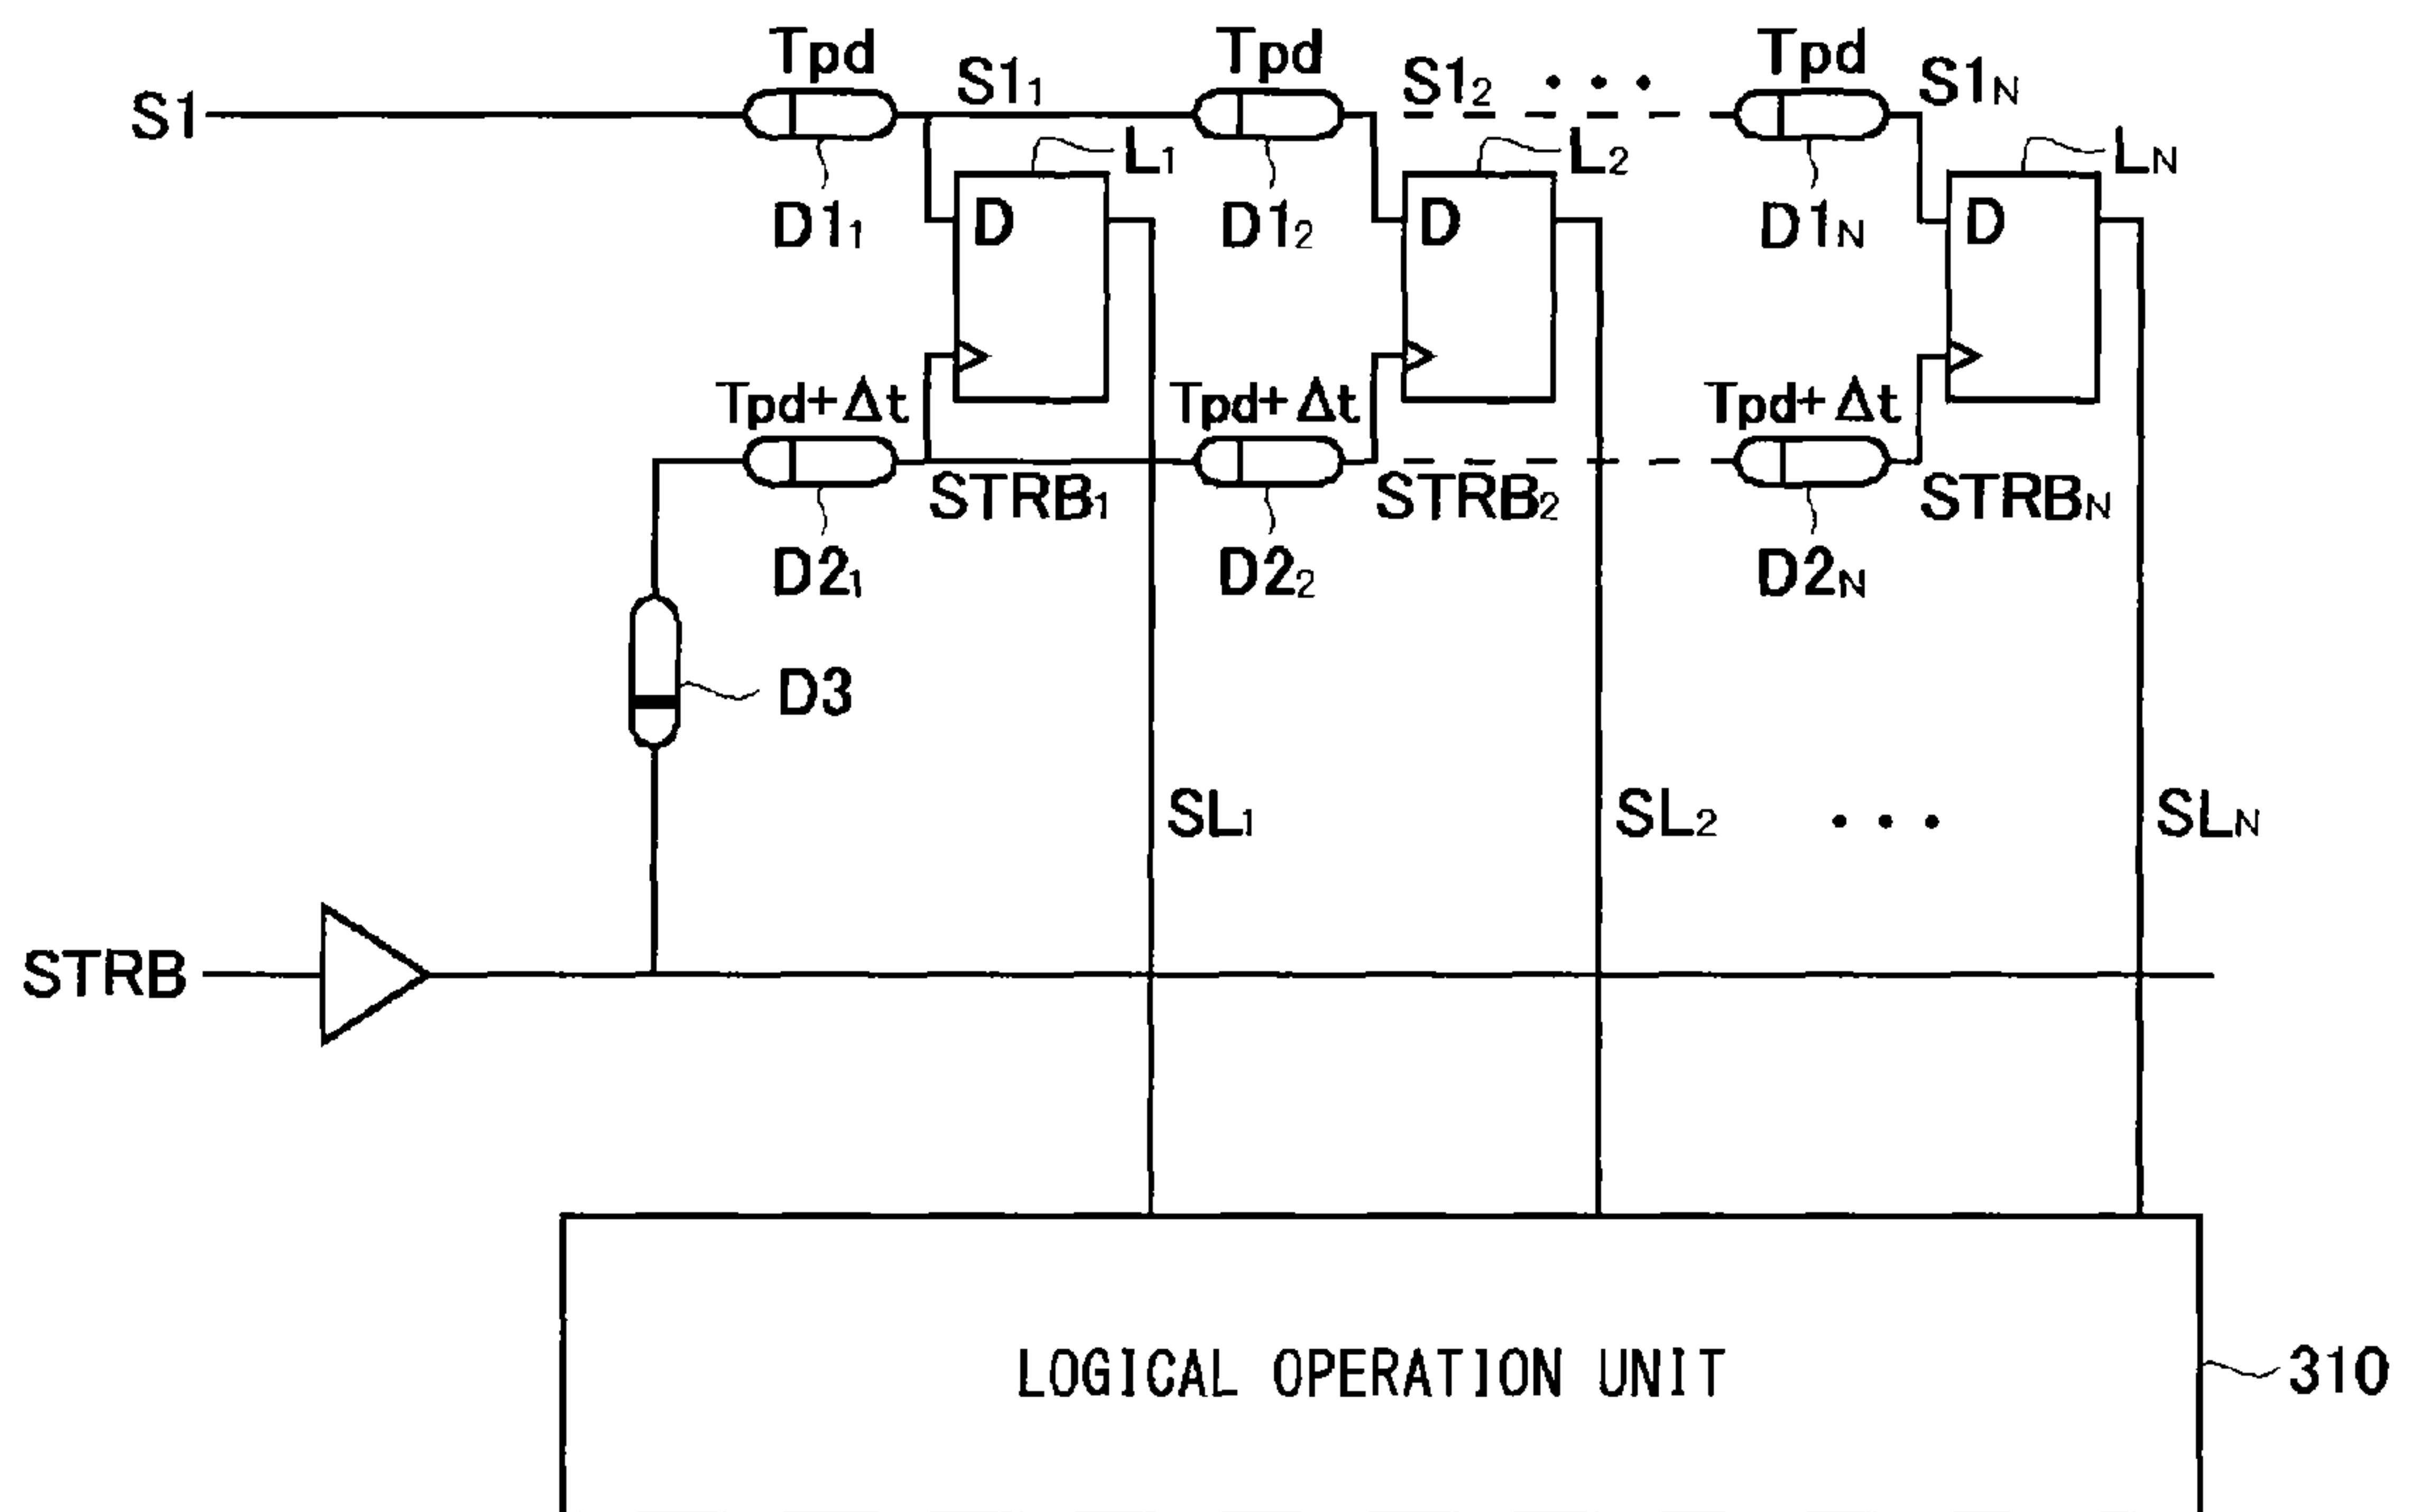 Tpd Tpd Tpd
S1 S1₁ S1₂ ... S1N
L₁ L₂ LN
D D D
D1₁ D1₂ D1N
Tpd+Δt Tpd+Δt Tpd+Δt
STRB₁ STRB₂ STRBN
D2₁ D2₂ D2N
D3
SL₁ SL₂ ... SLN
STRB
LOGICAL OPERATION UNIT
310